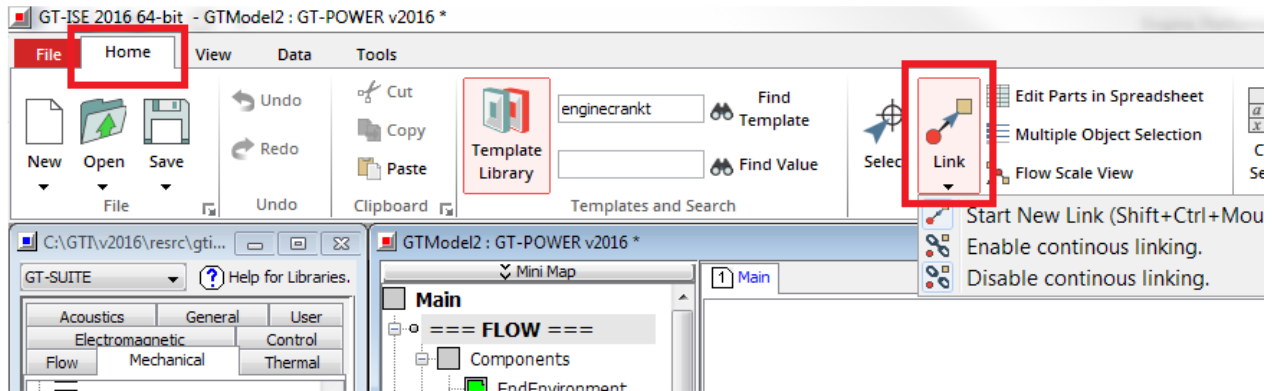 GT-ISE 2016 64-bit - GTModel2 : GT-POWER v2016 *
File Home View Data Tools
New Open Save
File
Undo
Redo
Undo
Cut
Copy
Paste
Clipboard
Template
Library
enginecrankt
Find
Template
Find Value
Templates and Search
Selec
Link
Edit Parts in Spreadsheet
Multiple Object Selection
Flow Scale View
a
x
C
Se
Start New Link (Shift+Ctrl+Mou
Enable continous linking.
Disable continous linking.
C:\GTI\v2016\resrc\gti...
GT-SUITE
? Help for Libraries.
Acoustics General User
Electromagnetic Control
Flow Mechanical Thermal
GTModel2 : GT-POWER v2016 *
Mini Map
Main
=== FLOW ===
Components
EndEnvironment
1 Main